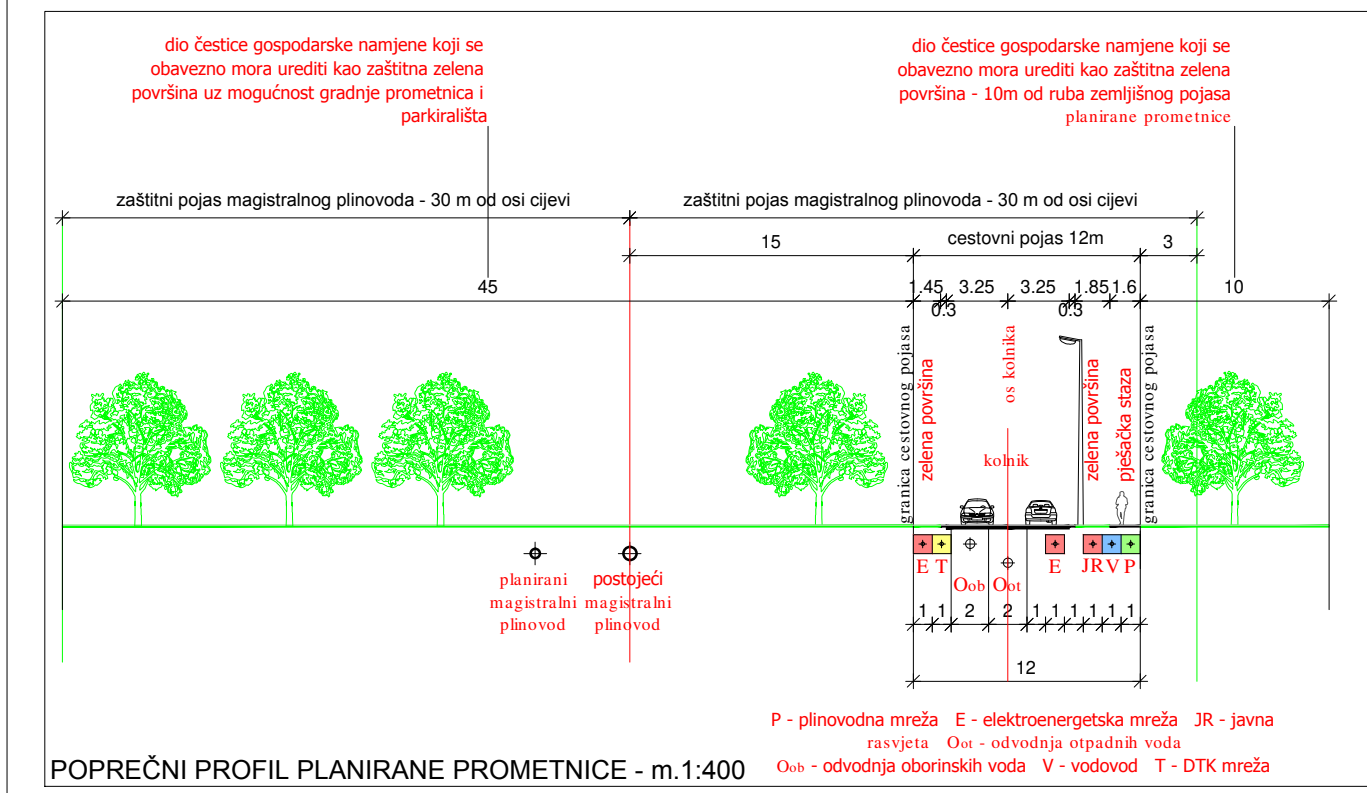 dio čestice gospodarske namjene koji se
obavezno mora urediti kao zaštitna zelena
površina uz mogućnost gradnje prometnica i
parkirališta
dio čestice gospodarske namjene koji se
obavezno mora urediti kao zaštitna zelena
površina - 10m od ruba zemljišnog pojasa
planirane prometnice
zaštitni pojas magistralnog plinovoda - 30 m od osi cijevi
zaštitni pojas magistralnog plinovoda - 30 m od osi cijevi
15
cestovni pojas 12m
3
45
1.45
3.25
3.25
1.85
1.6
10
0.3
0.3
granica cestovnog pojasa
zelena površina
os kolnika
kolnik
zelena površina
pješačka staza
granica cestovnog pojasa
planirani
magistralni
plinovod
postojeći
magistralni
plinovod
E T Oob Oot E JR V P
1 1 2 2 1 1 1 1 1 1
12
P - plinovodna mreža E - elektroenergetska mreža JR - javna
rasvjeta Oot - odvodnja otpadnih voda
Oob - odvodnja oborinskih voda V - vodovod T - DTK mreža
POPREČNI PROFIL PLANIRANE PROMETNICE - m.1:400